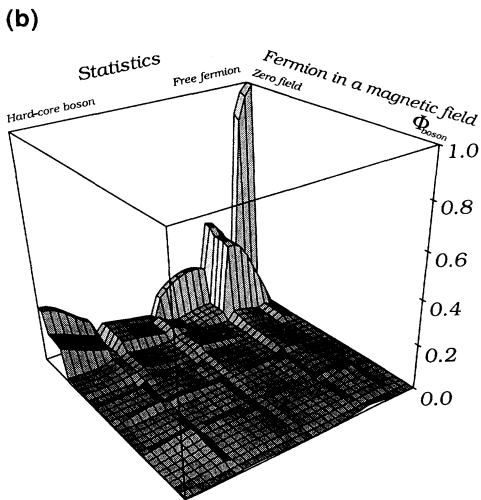 (b)
Statistics
Fermion in a magnetic field
Free fermion
Zero field
Hard-core boson
Φboson
1.0
0.8
0.6
0.4
0.2
0.0